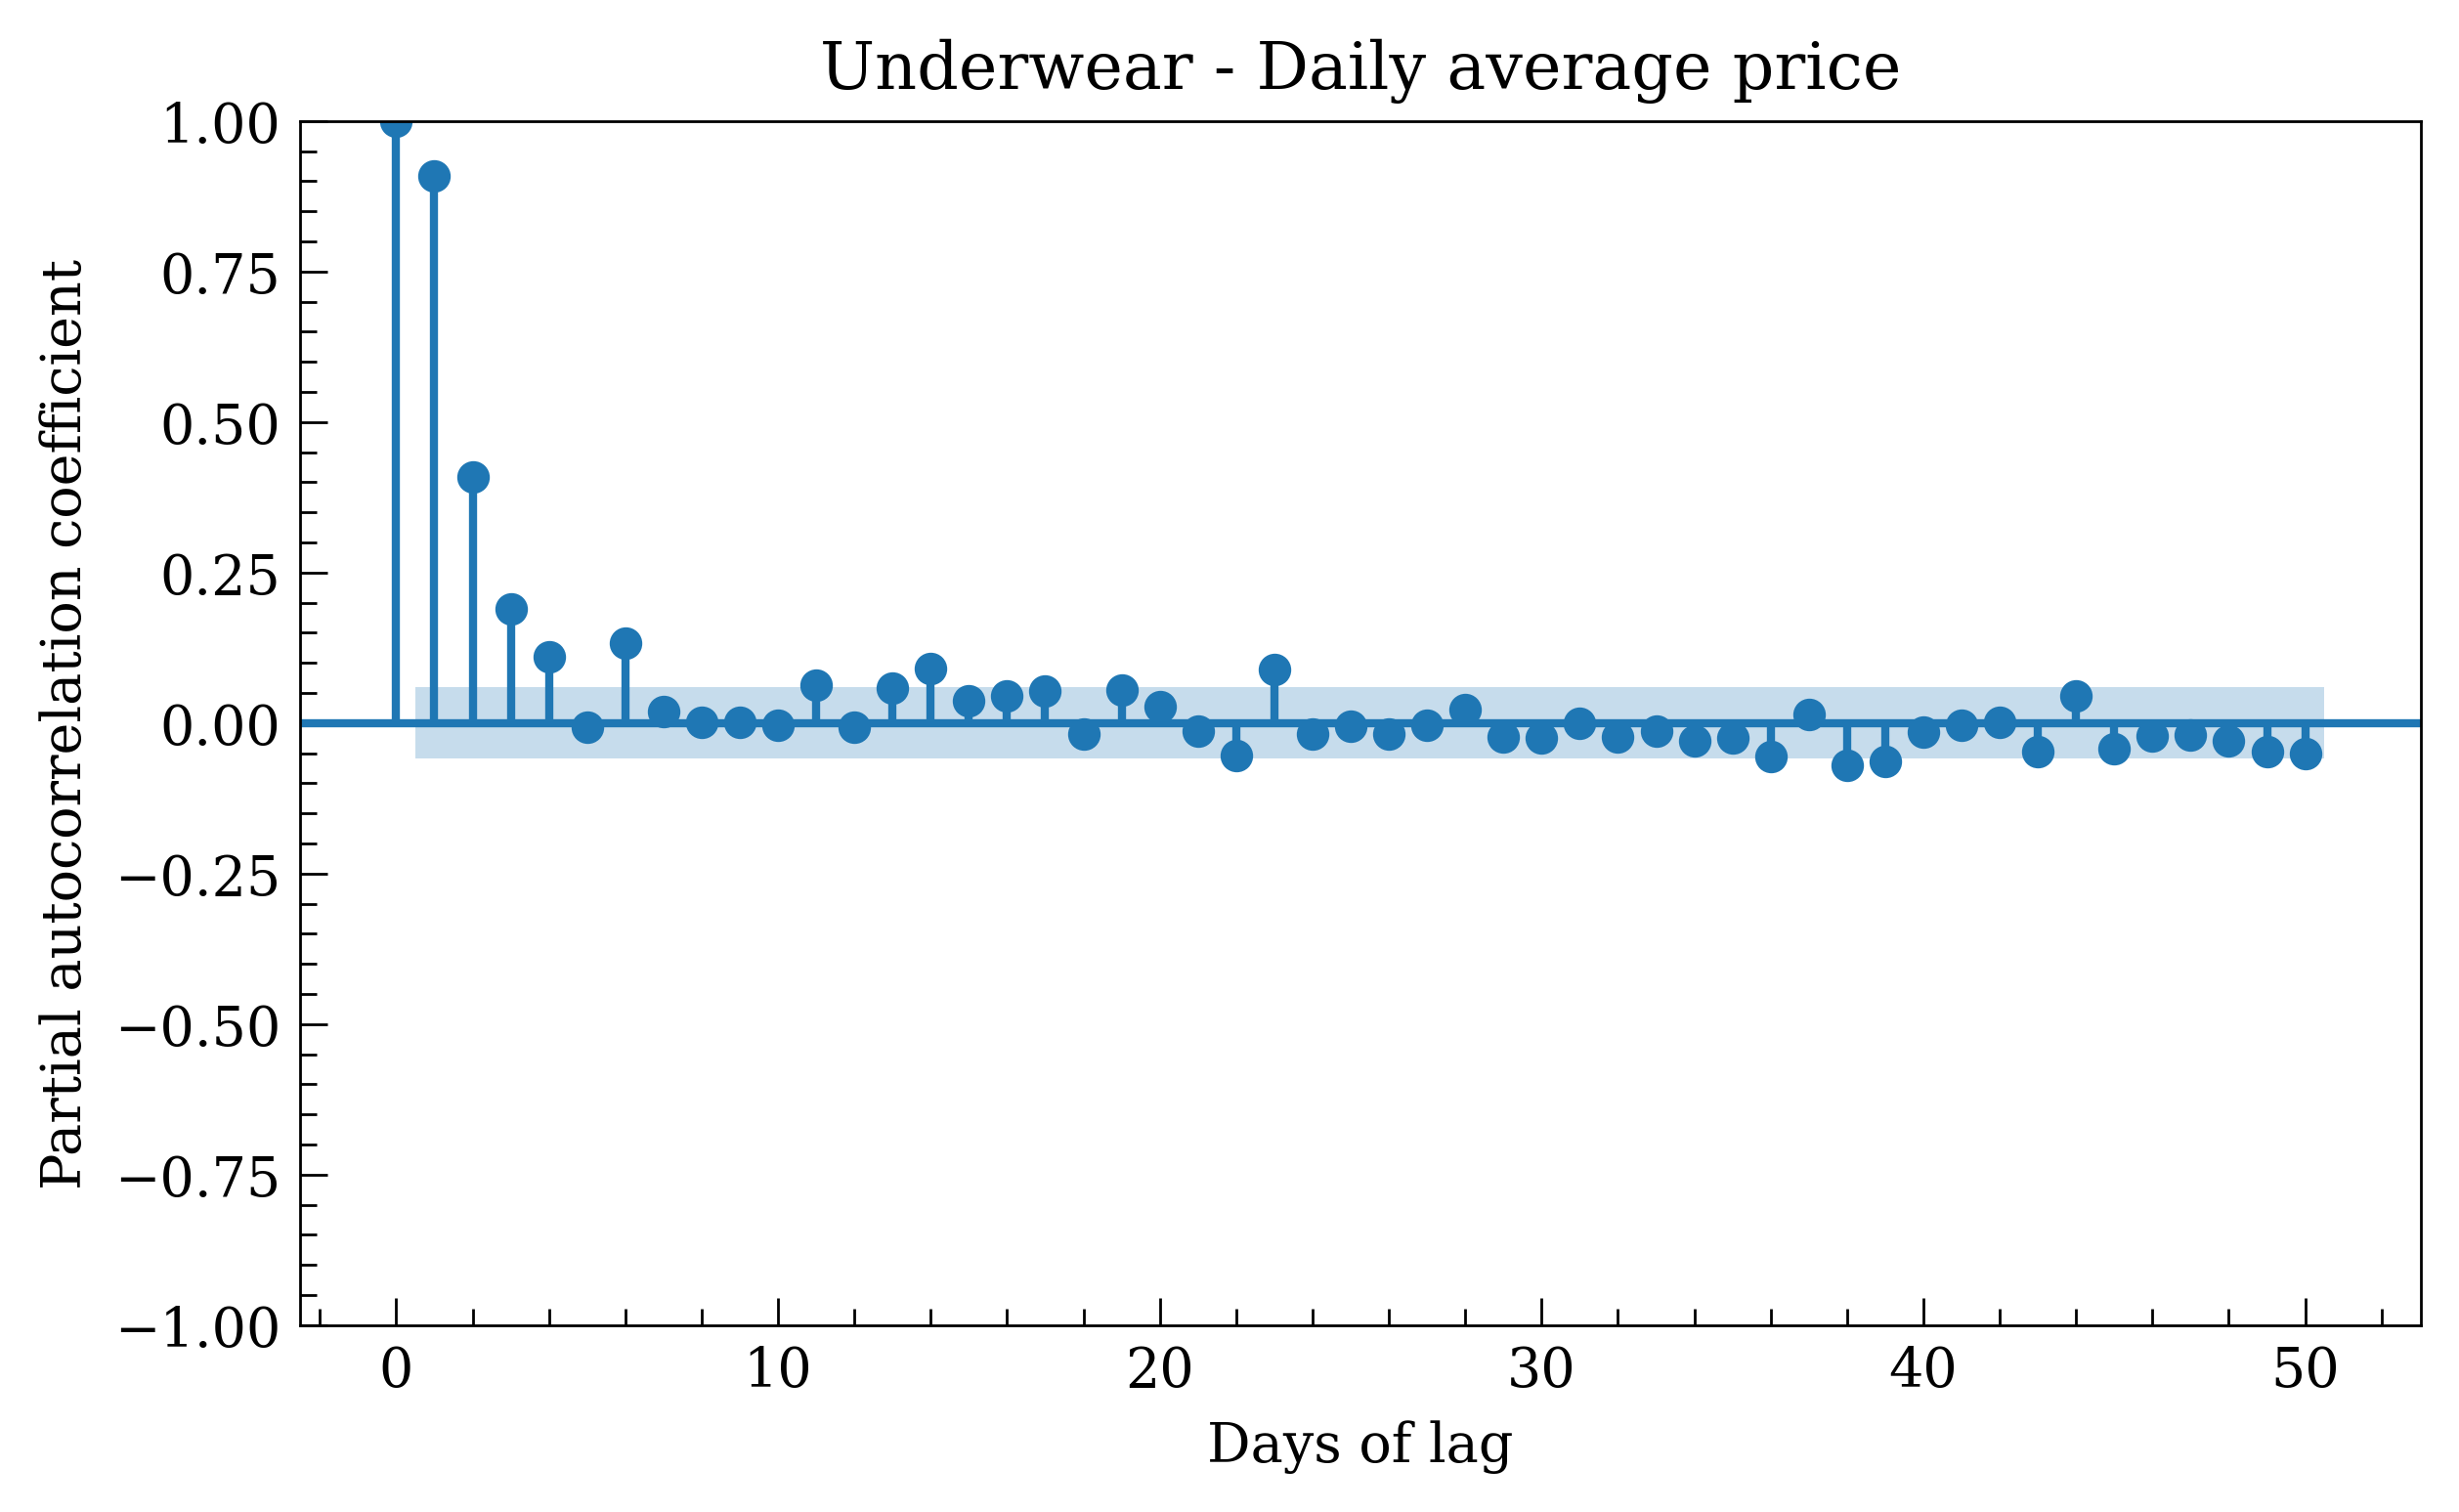 Underwear - Daily average price
Partial autocorrelation coefficient
1.00
0.75
0.50
0.25
0.00
−0.25
−0.50
−0.75
−1.00
0 10 20 30 40 50
Days of lag